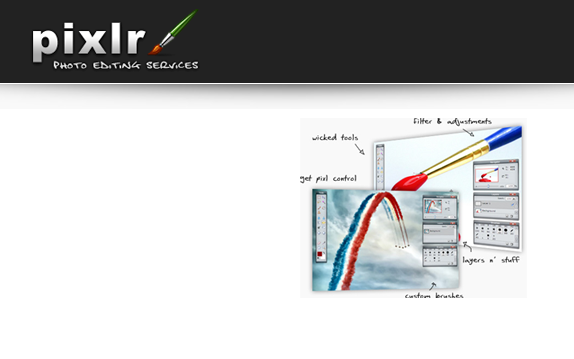 pixlr
PHOTO EDITING SERVICES
filter & adjustments
wicked tools
get pixl control
layers n' stuff
custom brushes